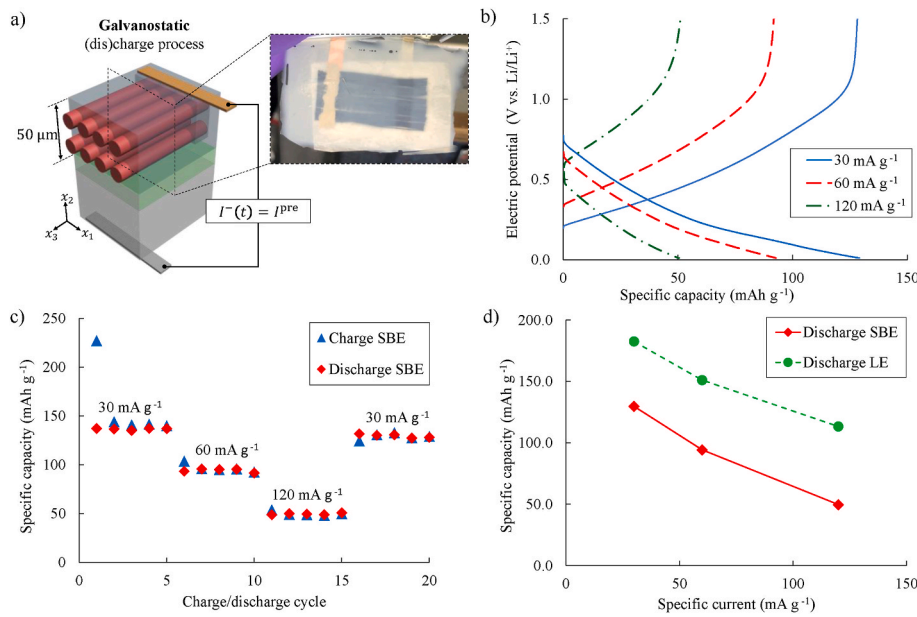 a)
Galvanostatic
(dis)charge process
50 μm
x₂
x₃
x₁
I⁻(t) = Iᵖʳᵉ
b)
Electric potential (V vs. Li/Li⁺)
1.5
1.0
0.5
0.0
0
50
100
150
Specific capacity (mAh g⁻¹)
30 mA g⁻¹
60 mA g⁻¹
120 mA g⁻¹
c)
Specific capacity (mAh g⁻¹)
250
200
150
100
50
0
0
5
10
15
20
Charge/discharge cycle
Charge SBE
Discharge SBE
30 mA g⁻¹
60 mA g⁻¹
120 mA g⁻¹
30 mA g⁻¹
d)
Specific capacity (mAh g⁻¹)
200.0
150.0
100.0
50.0
0.0
0
50
100
150
Specific current (mA g⁻¹)
Discharge SBE
Discharge LE